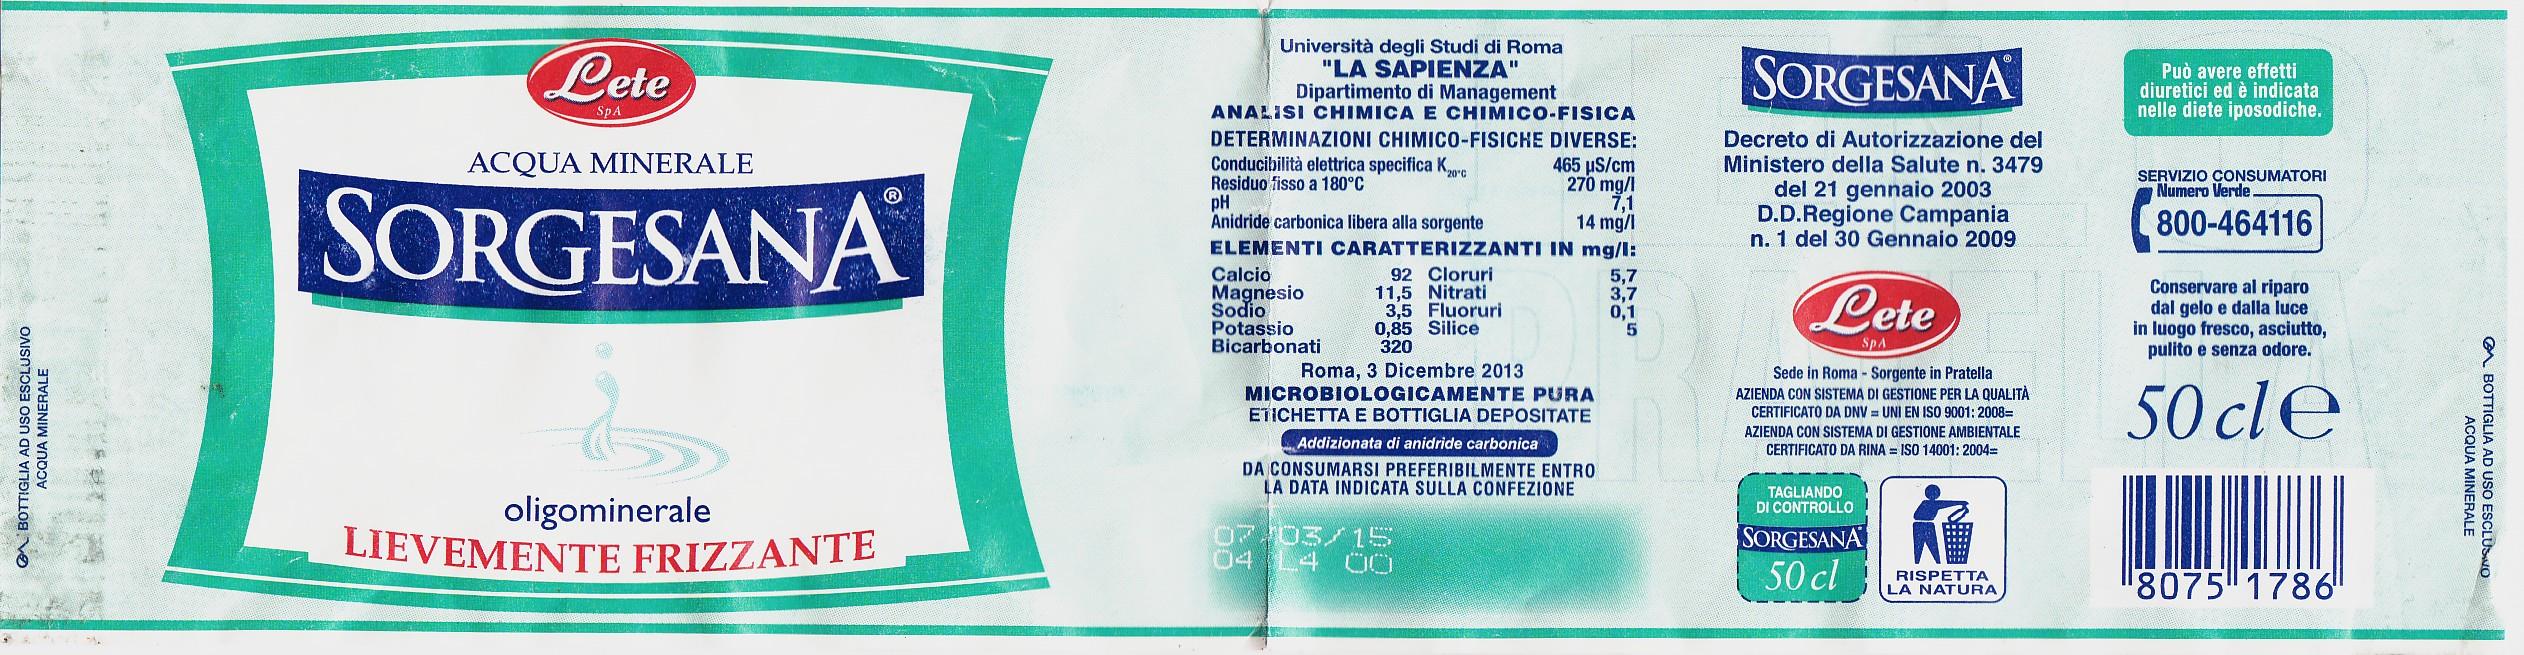 BOTTIGLIA AD USO ESCLUSIVO
ACQUA MINERALE
Lete
SpA
ACQUA MINERALE
SORGESANA®
oligominerale
LIEVEMENTE FRIZZANTE
Università degli Studi di Roma
"LA SAPIENZA"
Dipartimento di Management
ANALISI CHIMICA E CHIMICO-FISICA
DETERMINAZIONI CHIMICO-FISICHE DIVERSE:
Conducibilità elettrica specifica K20°C 465 µS/cm
Residuo fisso a 180°C 270 mg/l
pH 7,1
Anidride carbonica libera alla sorgente 14 mg/l
ELEMENTI CARATTERIZZANTI IN mg/l:
Calcio 92 Cloruri 5,7
Magnesio 11,5 Nitrati 3,7
Sodio 3,5 Fluoruri 0,1
Potassio 0,85 Silice 5
Bicarbonati 320
Roma, 3 Dicembre 2013
MICROBIOLOGICAMENTE PURA
ETICHETTA E BOTTIGLIA DEPOSITATE
Addizionata di anidride carbonica
DA CONSUMARSI PREFERIBILMENTE ENTRO
LA DATA INDICATA SULLA CONFEZIONE
07/03/15
04 L4 00
SORGESANA®
Decreto di Autorizzazione del
Ministero della Salute n. 3479
del 21 gennaio 2003
D.D.Regione Campania
n. 1 del 30 Gennaio 2009
Lete
SpA
Sede in Roma - Sorgente in Pratella
AZIENDA CON SISTEMA DI GESTIONE PER LA QUALITÀ
CERTIFICATO DA DNV = UNI EN ISO 9001: 2008=
AZIENDA CON SISTEMA DI GESTIONE AMBIENTALE
CERTIFICATO DA RINA = ISO 14001: 2004=
TAGLIANDO
DI CONTROLLO
SORGESANA
50 cl
RISPETTA
LA NATURA
Può avere effetti
diuretici ed è indicata
nelle diete iposodiche.
SERVIZIO CONSUMATORI
Numero Verde
800-464116
Conservare al riparo
dal gelo e dalla luce
in luogo fresco, asciutto,
pulito e senza odore.
50 cl e
8075 1786
BOTTIGLIA AD USO ESCLUSIVO
ACQUA MINERALE